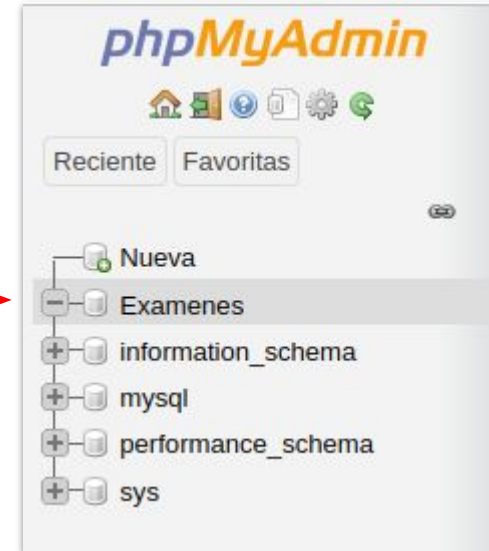 phpMyAdmin
Reciente Favoritas
Nueva
Examenes
information_schema
mysql
performance_schema
sys